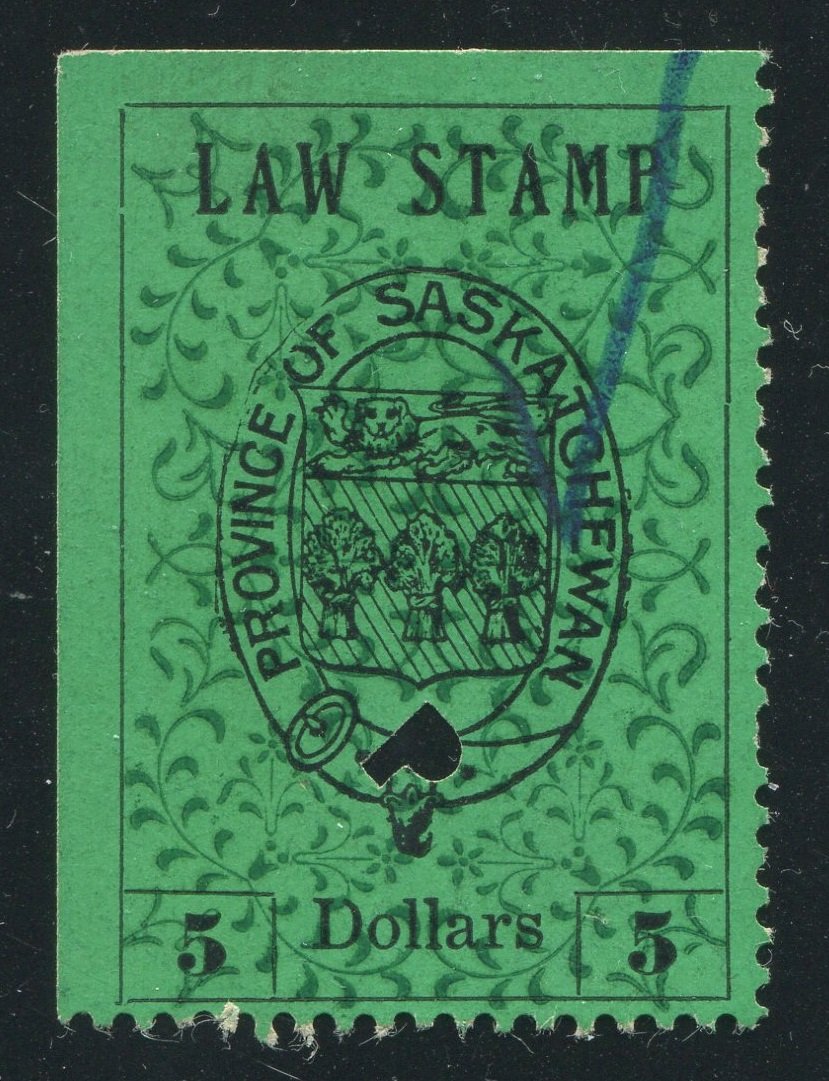 LAW STAMP
PROVINCE OF SASKATCHEWAN
5 Dollars 5